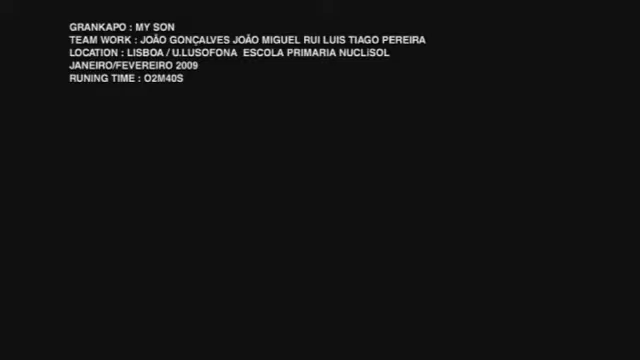 GRANKAPO : MY SON
TEAM WORK : JOÃO GONÇALVES JOÃO MIGUEL RUI LUIS TIAGO PEREIRA
LOCATION : LISBOA / U.LUSOFONA ESCOLA PRIMARIA NUCLiSOL
JANEIRO/FEVEREIRO 2009
RUNING TIME : O2M40S